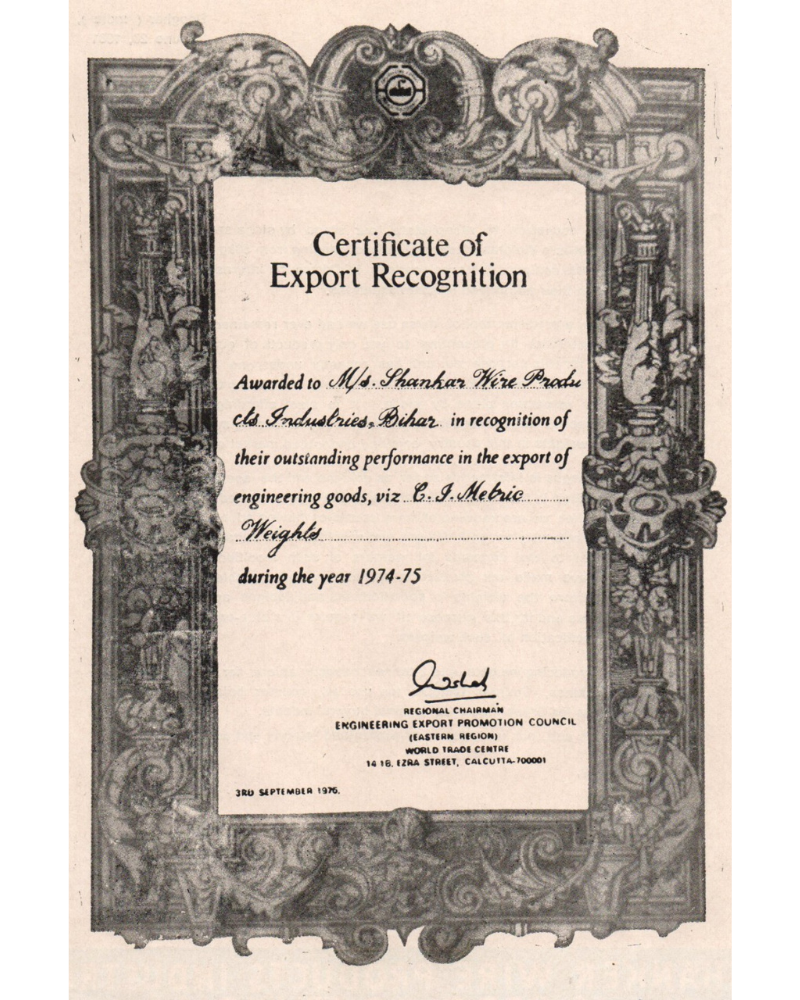 Certificate of
Export Recognition
Awarded to M/s. Shankar Wire Produ
cts Industries, Bihar in recognition of
their outstanding performance in the export of
engineering goods, viz C. I. Metric
Weights
during the year 1974-75
REGIONAL CHAIRMAN
ENGINEERING EXPORT PROMOTION COUNCIL
(EASTERN REGION)
WORLD TRADE CENTRE
14 1B, EZRA STREET, CALCUTTA-700001
3RD SEPTEMBER 1976.